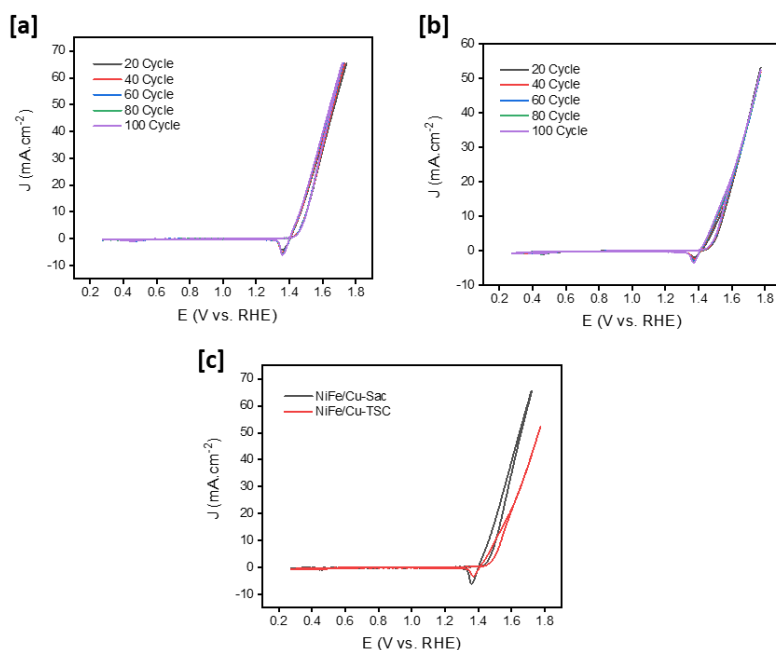 [a]
70
60
50
40
30
20
10
0
-10
20 Cycle
40 Cycle
60 Cycle
80 Cycle
100 Cycle
J (mA.cm-2)
0.2 0.4 0.6 0.8 1.0 1.2 1.4 1.6 1.8
E (V vs. RHE)
[b]
60
50
40
30
20
10
0
-10
20 Cycle
40 Cycle
60 Cycle
80 Cycle
100 Cycle
J (mA.cm-2)
0.2 0.4 0.6 0.8 1.0 1.2 1.4 1.6 1.8
E (V vs. RHE)
[c]
70
60
50
40
30
20
10
0
-10
NiFe/Cu-Sac
NiFe/Cu-TSC
J (mA.cm-2)
0.2 0.4 0.6 0.8 1.0 1.2 1.4 1.6 1.8
E (V vs. RHE)